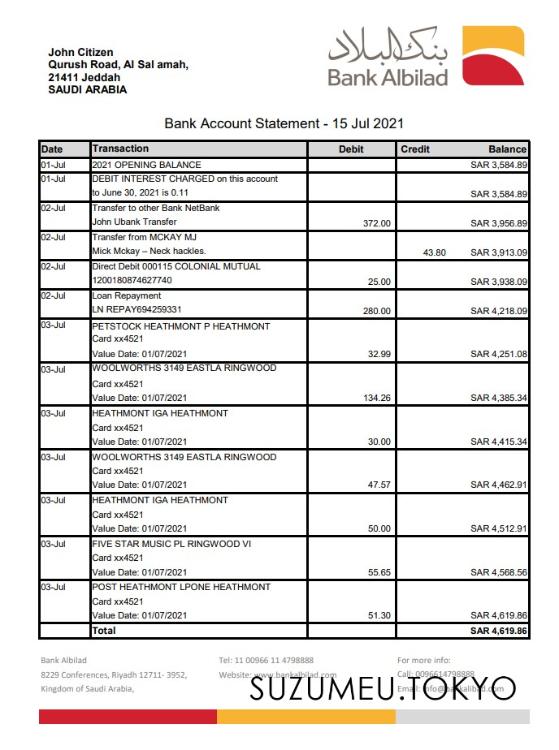 John Citizen
Qurush Road, Al Sal amah,
21411 Jeddah
SAUDI ARABIA
بنك البلاد
Bank Albilad
Bank Account Statement - 15 Jul 2021
Date Transaction Debit Credit Balance
01-Jul 2021 OPENING BALANCE SAR 3,584.89
01-Jul DEBIT INTEREST CHARGED on this account
to June 30, 2021 is 0.11 SAR 3,584.89
02-Jul Transfer to other Bank NetBank
John Ubank Transfer 372.00 SAR 3,956.89
02-Jul Transfer from MCKAY MJ
Mick Mckay – Neck hackles. 43.80 SAR 3,913.09
02-Jul Direct Debit 000115 COLONIAL MUTUAL
1200180874627740 25.00 SAR 3,938.09
02-Jul Loan Repayment
LN REPAY694259331 280.00 SAR 4,218.09
03-Jul PETSTOCK HEATHMONT P HEATHMONT
Card xx4521
Value Date: 01/07/2021 32.99 SAR 4,251.08
03-Jul WOOLWORTHS 3149 EASTLA RINGWOOD
Card xx4521
Value Date: 01/07/2021 134.26 SAR 4,385.34
03-Jul HEATHMONT IGA HEATHMONT
Card xx4521
Value Date: 01/07/2021 30.00 SAR 4,415.34
03-Jul WOOLWORTHS 3149 EASTLA RINGWOOD
Card xx4521
Value Date: 01/07/2021 47.57 SAR 4,462.91
03-Jul HEATHMONT IGA HEATHMONT
Card xx4521
Value Date: 01/07/2021 50.00 SAR 4,512.91
03-Jul FIVE STAR MUSIC PL RINGWOOD VI
Card xx4521
Value Date: 01/07/2021 55.65 SAR 4,568.56
03-Jul POST HEATHMONT LPONE HEATHMONT
Card xx4521
Value Date: 01/07/2021 51.30 SAR 4,619.86
Total SAR 4,619.86
Bank Albilad Tel: 11 00966 11 4798888 For more info:
8229 Conferences, Riyadh 12711- 3952, Website: www.bankalbilad.com Call: 0096614798888
Kingdom of Saudi Arabia, Email:
SUZUMEU.TOKYO